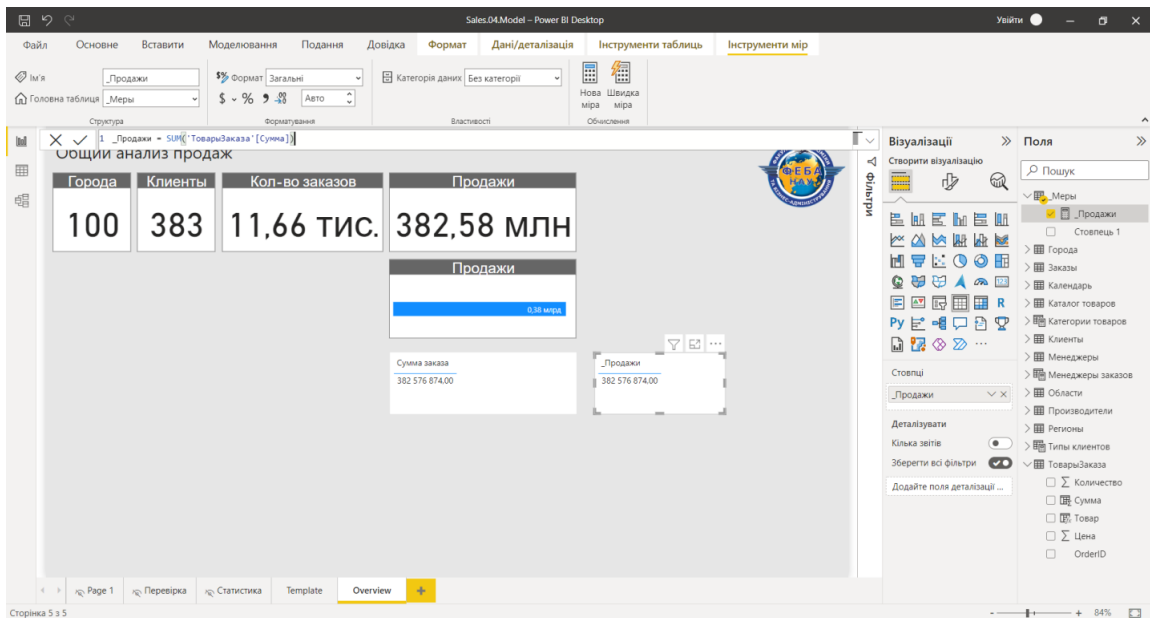 Sales.04.Model – Power BI Desktop
Увійти
Файл Основне Вставити Моделювання Подання Довідка Формат Дані/деталізація Інструменти таблиць Інструменти мір
Ім'я _Продажи
Головна таблиця _Меры
Структура
Формат Загальні
$ % Авто
Форматування
Категорія даних Без категорії
Властивості
Нова міра
Швидка міра
Обчислення
1 _Продажи = SUM('ТоварыЗаказа'[Сумма])
Общий анализ продаж
Города
100
Клиенты
383
Кол-во заказов
11,66 тис.
Продажи
382,58 млн
Продажи
0,38 млрд
Сумма заказа
382 576 874.00
_Продажи
382 576 874.00
ФЕБА
НАУ
Фільтри
Візуалізації
Створити візуалізацію
123
R
Py
Стовпці
_Продажи
Деталізувати
Кілька звітів
Зберегти всі фільтри
Додайте поля деталізації ...
Поля
Пошук
_Меры
_Продажи
Стовпець 1
Города
Заказы
Календарь
Каталог товаров
Категории товаров
Клиенты
Менеджеры
Менеджеры заказов
Области
Производители
Регионы
Типы клиентов
ТоварыЗаказа
Количество
Сумма
Товар
Цена
OrderID
Page 1 Перевірка Статистика Template Overview
Сторінка 5 з 5
84%